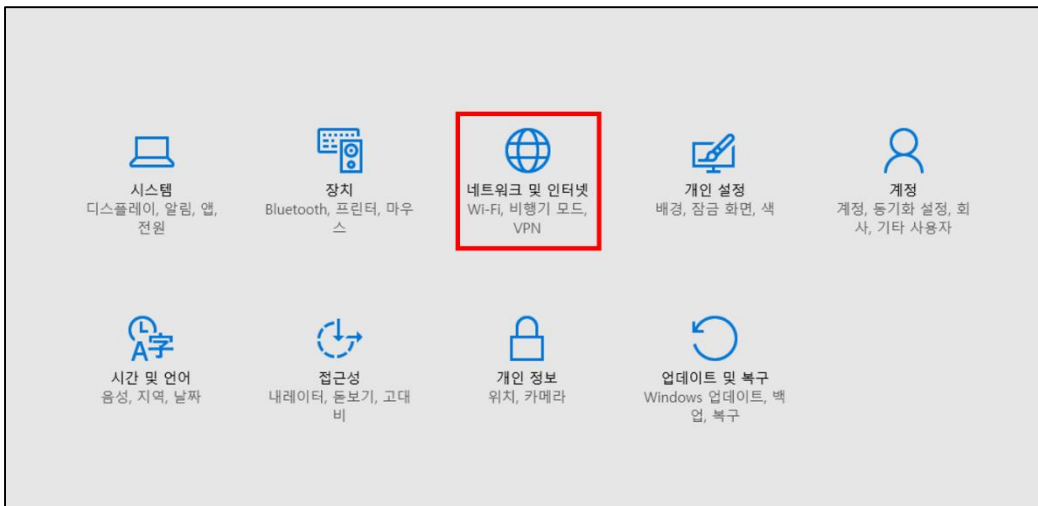 시스템
디스플레이, 알림, 앱,
전원
장치
Bluetooth, 프린터, 마우
스
네트워크 및 인터넷
Wi-Fi, 비행기 모드,
VPN
개인 설정
배경, 잠금 화면, 색
계정
계정, 동기화 설정, 회
사, 기타 사용자
A字
시간 및 언어
음성, 지역, 날짜
접근성
내레이터, 돋보기, 고대
비
개인 정보
위치, 카메라
업데이트 및 복구
Windows 업데이트, 백
업, 복구